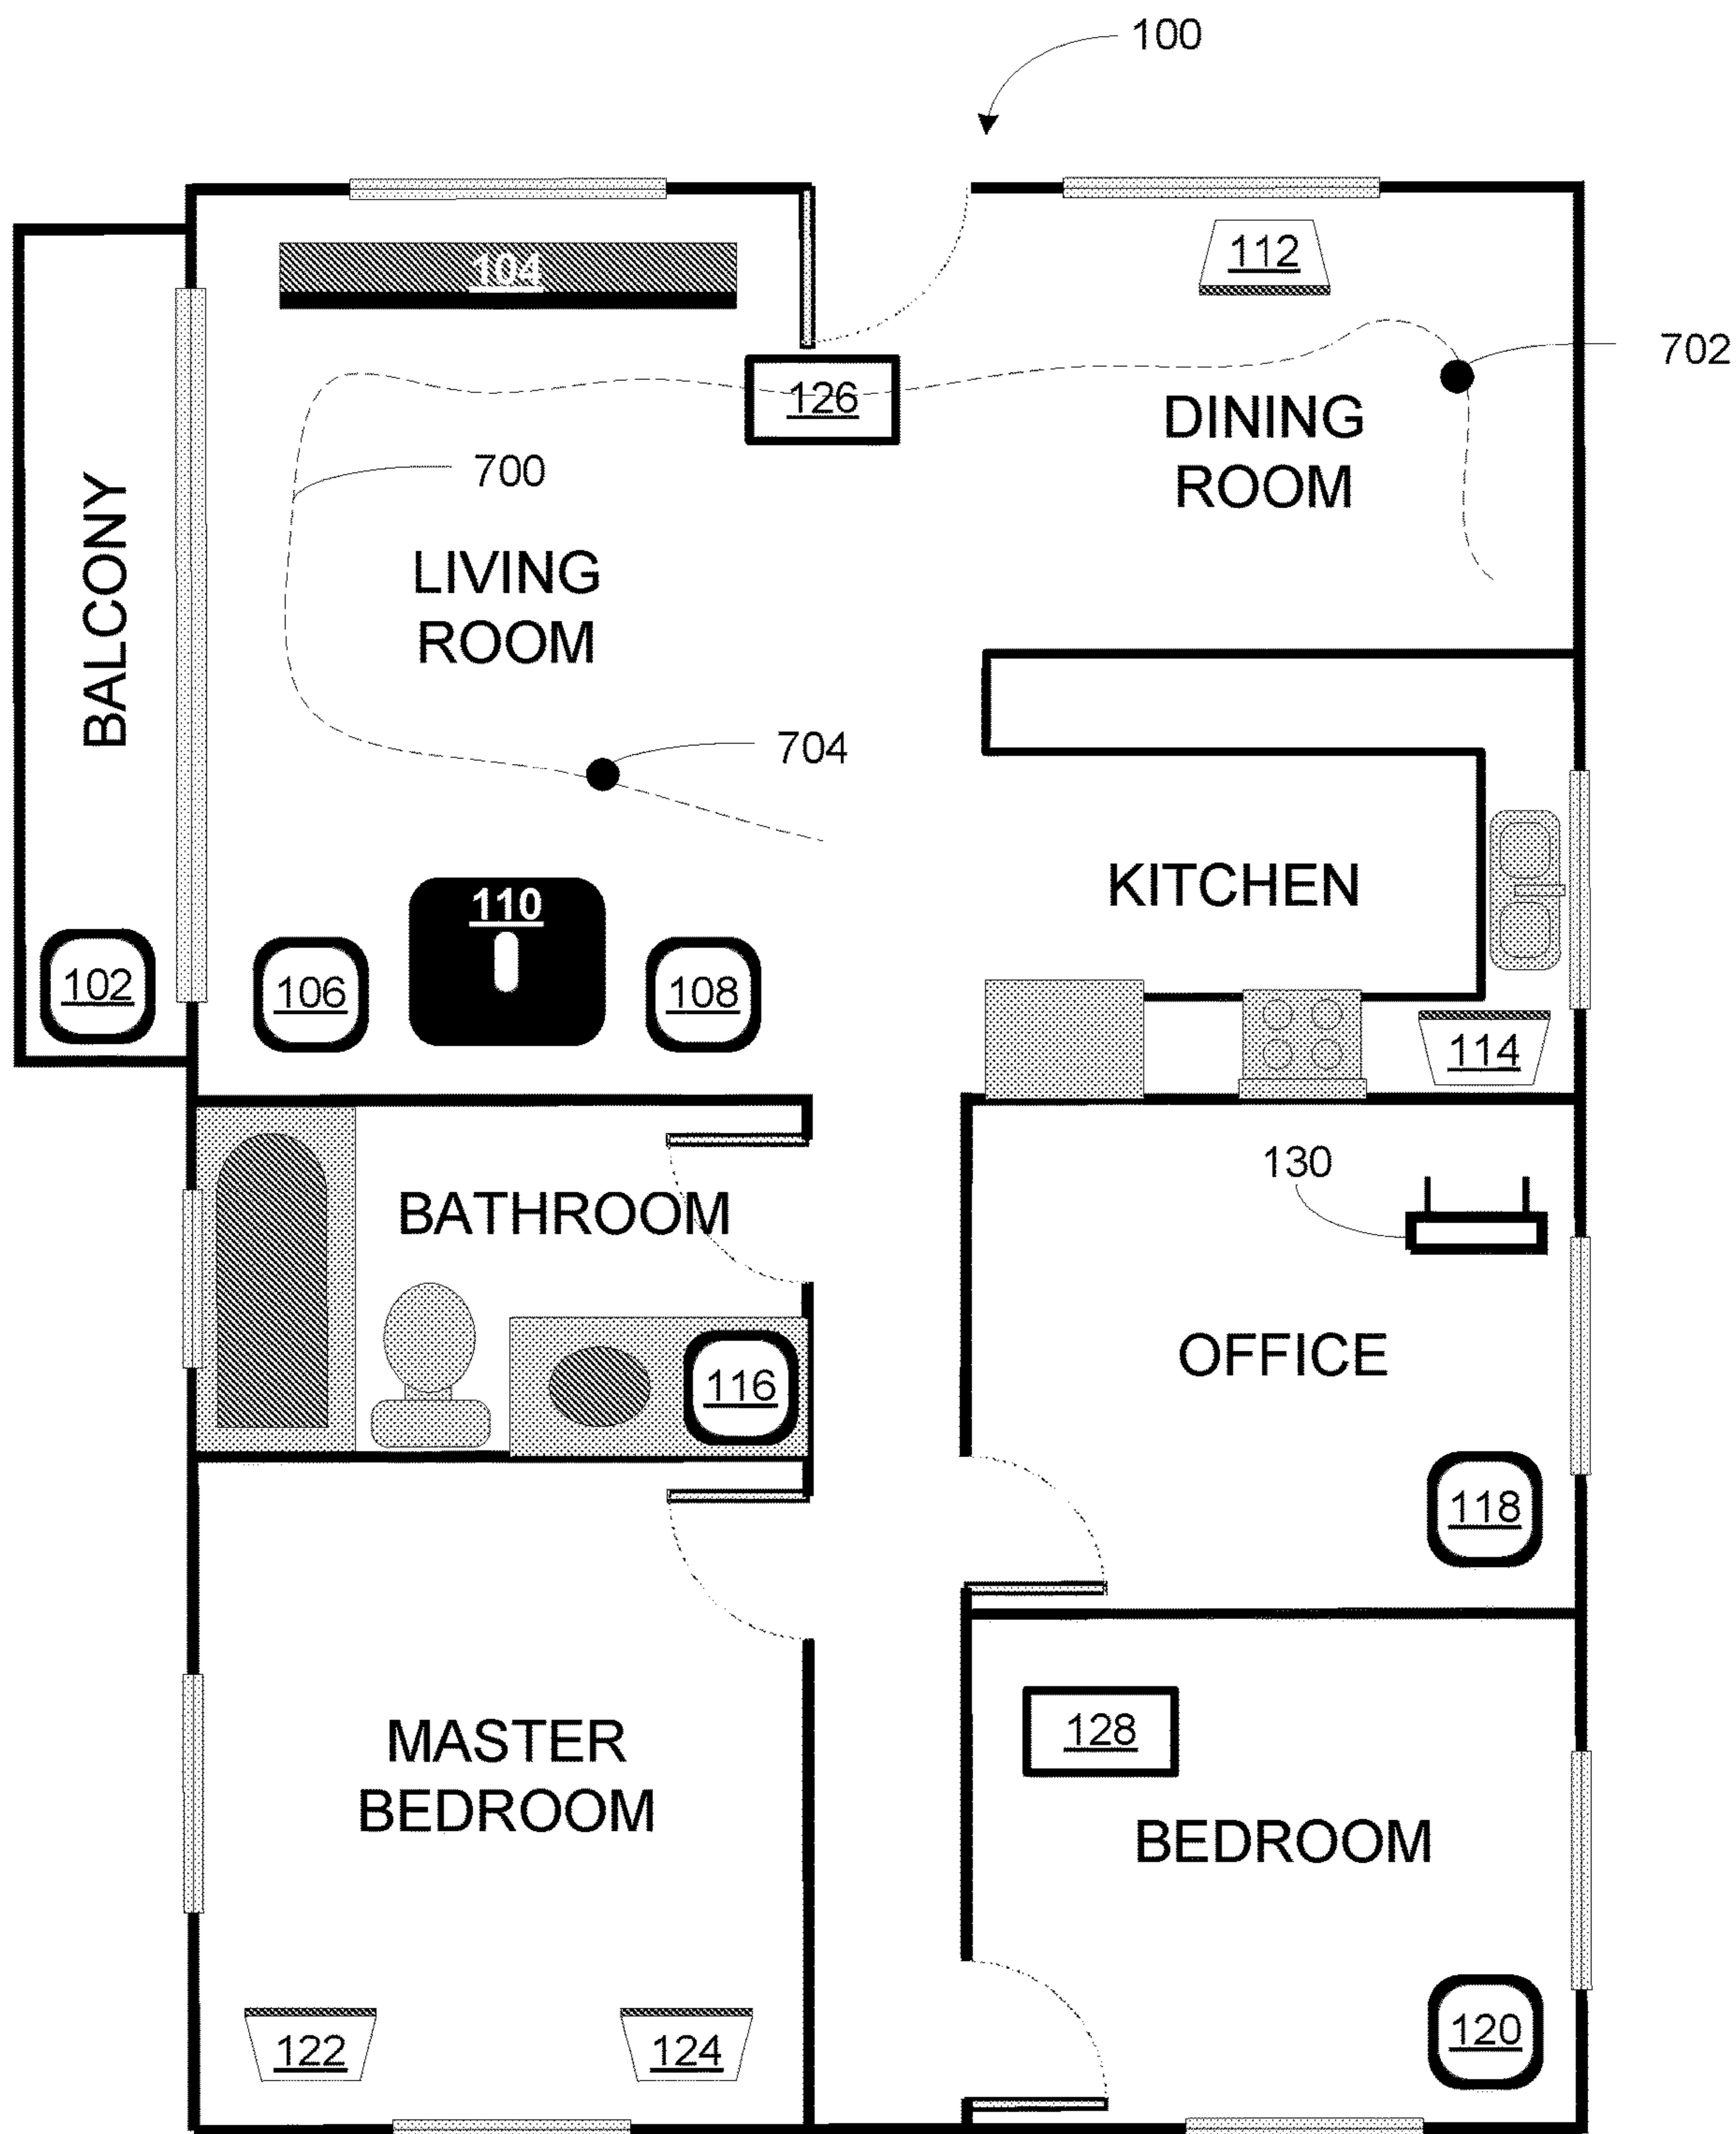 100
104
112
702
126
DINING
ROOM
700
BALCONY
LIVING
ROOM
704
KITCHEN
110
102
106
108
114
130
BATHROOM
OFFICE
116
118
128
MASTER
BEDROOM
BEDROOM
120
122
124